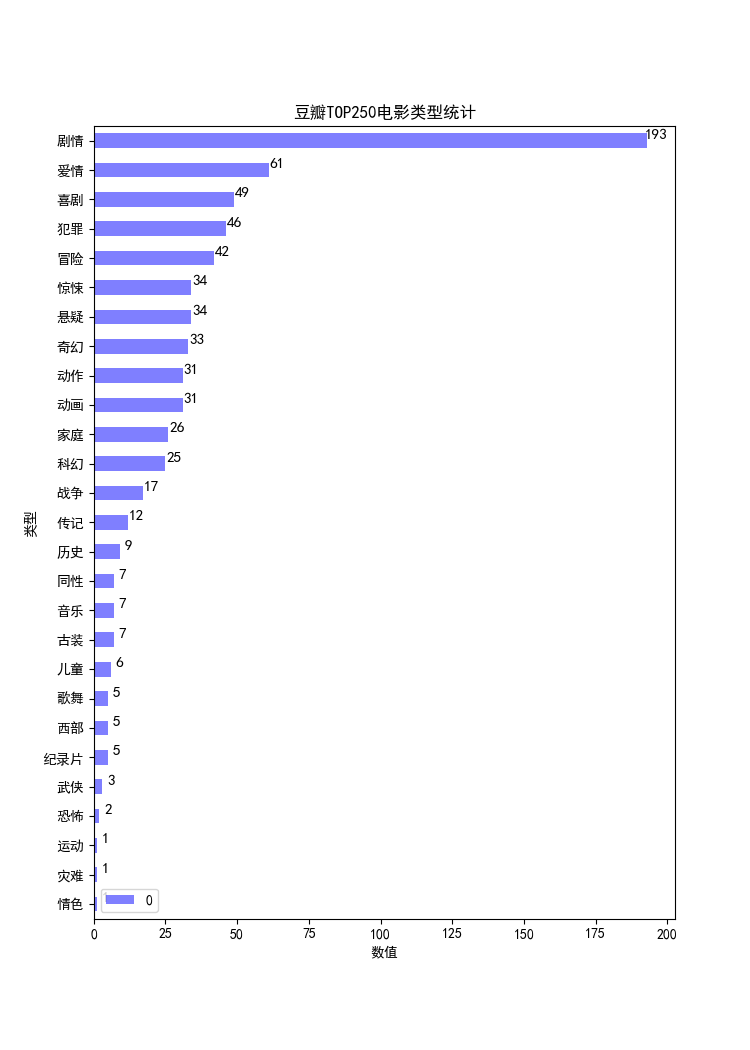 豆瓣TOP250电影类型统计
剧情 193
爱情 61
喜剧 49
犯罪 46
冒险 42
惊悚 34
悬疑 34
奇幻 33
动作 31
动画 31
家庭 26
科幻 25
战争 17
传记 12
历史 9
同性 7
音乐 7
古装 7
儿童 6
歌舞 5
西部 5
纪录片 5
武侠 3
恐怖 2
运动 1
灾难 1
情色
0
类型
0 25 50 75 100 125 150 175 200
数值